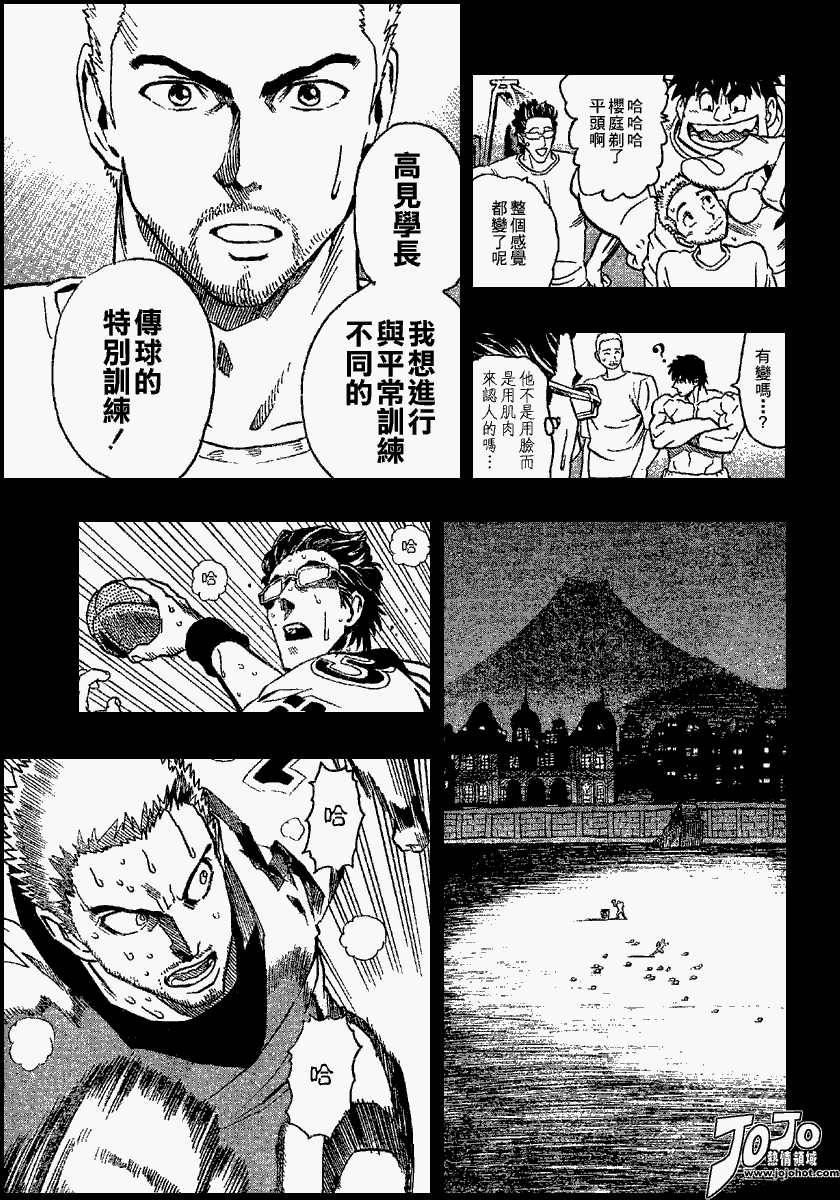 哈哈哈
櫻庭剃了
平頭啊
整個感覺
都變了呢
有變嗎……?
?
他不是用臉而
是用肌肉
來認人的嗎…
高見學長
我想進行
與平常訓練
不同的
傳球的
特別訓練！
哈
哈
哈
哈
JOJO
熱情領域
www.jojohot.com